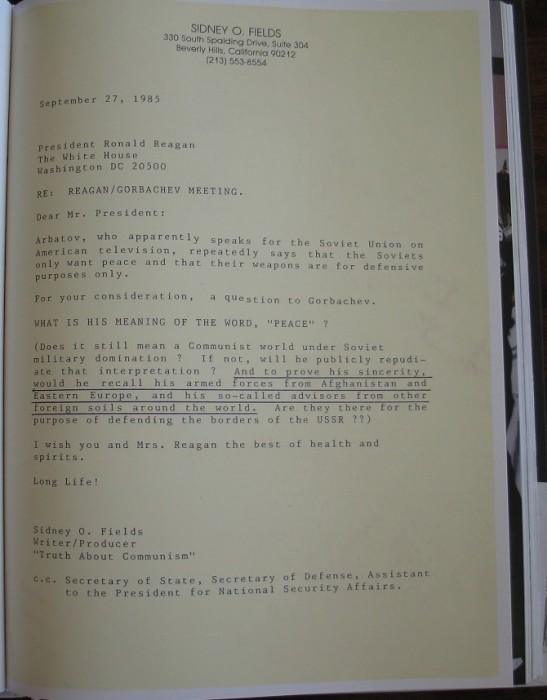 SIDNEY O. FIELDS
330 South Spalding Drive, Suite 304
Beverly Hills, California 90212
(213) 553-8554
September 27, 1985
President Ronald Reagan
The White House
Washington DC 20500
RE: REAGAN/GORBACHEV MEETING.
Dear Mr. President:
Arbatov, who apparently speaks for the Soviet Union on
American television, repeatedly says that the Soviets
only want peace and that their weapons are for defensive
purposes only.
For your consideration, a question to Gorbachev.
WHAT IS HIS MEANING OF THE WORD, "PEACE" ?
(Does it still mean a Communist world under Soviet
military domination ? If not, will he publicly repudi-
ate that interpretation ? And to prove his sincerity,
would he recall his armed forces from Afghanistan and
Eastern Europe, and his so-called advisors from other
foreign soils around the world. Are they there for the
purpose of defending the borders of the USSR ??)
I wish you and Mrs. Reagan the best of health and
spirits.
Long Life!
Sidney O. Fields
Writer/Producer
"Truth About Communism"
c.c. Secretary of State, Secretary of Defense, Assistant
to the President for National Security Affairs.